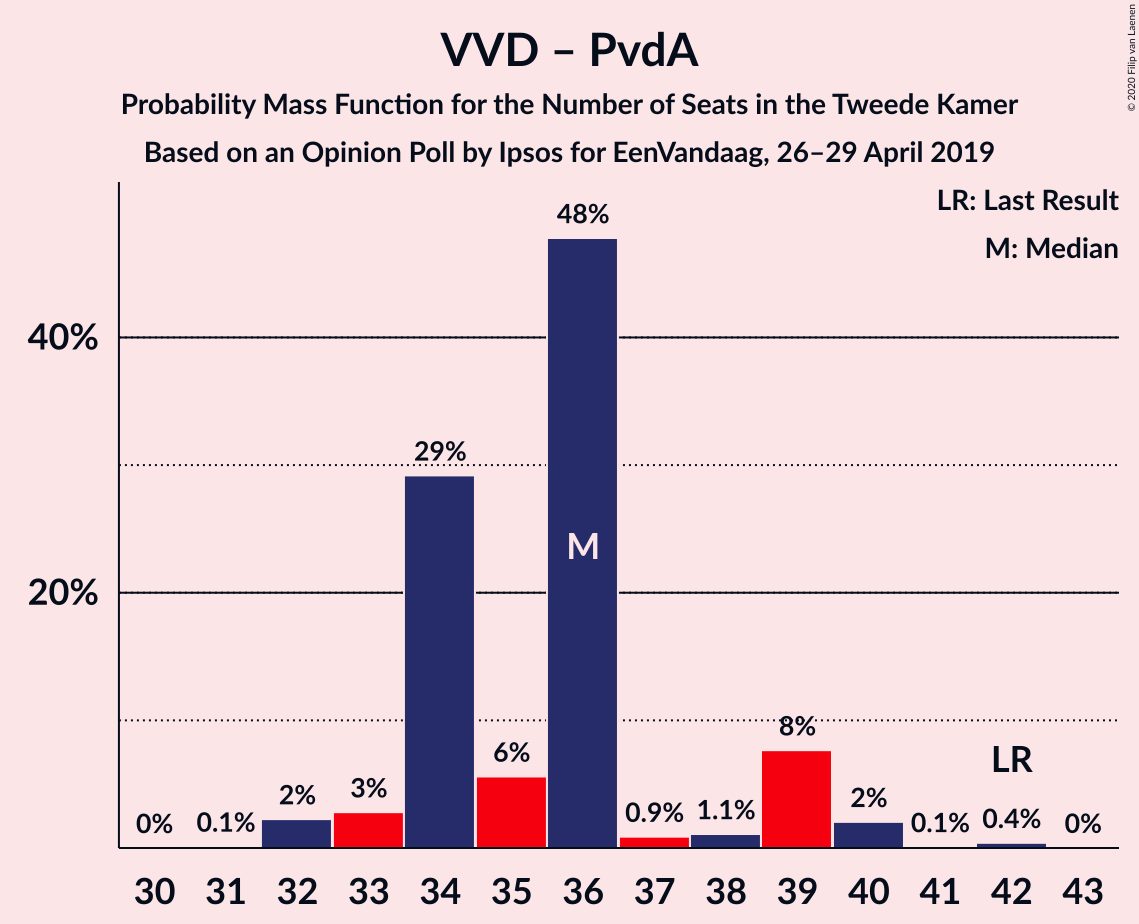 VVD – PvdA
Probability Mass Function for the Number of Seats in the Tweede Kamer
Based on an Opinion Poll by Ipsos for EenVandaag, 26–29 April 2019
© 2020 Filip van Laenen
LR: Last Result
M: Median
48%
40%
29%
M
20%
8%
6%
LR
3%
2%
2%
1.1%
0.9%
0.4%
0%
0.1%
0.1%
0%
30 31 32 33 34 35 36 37 38 39 40 41 42 43